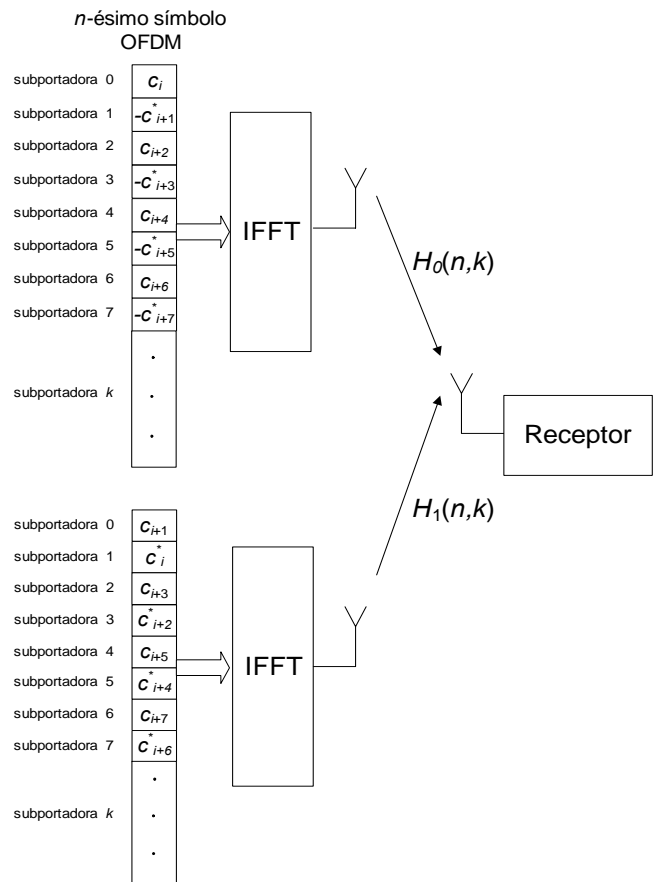 n-ésimo símbolo
OFDM
subportadora 0 c_i
subportadora 1 -c*_{i+1}
subportadora 2 c_{i+2}
subportadora 3 -c*_{i+3}
subportadora 4 c_{i+4}
subportadora 5 -c*_{i+5}
subportadora 6 c_{i+6}
subportadora 7 -c*_{i+7}
subportadora k
IFFT
H_0(n,k)
Receptor
H_1(n,k)
subportadora 0 c_{i+1}
subportadora 1 c*_i
subportadora 2 c_{i+3}
subportadora 3 c*_{i+2}
subportadora 4 c_{i+5}
subportadora 5 c*_{i+4}
subportadora 6 c_{i+7}
subportadora 7 c*_{i+6}
subportadora k
IFFT